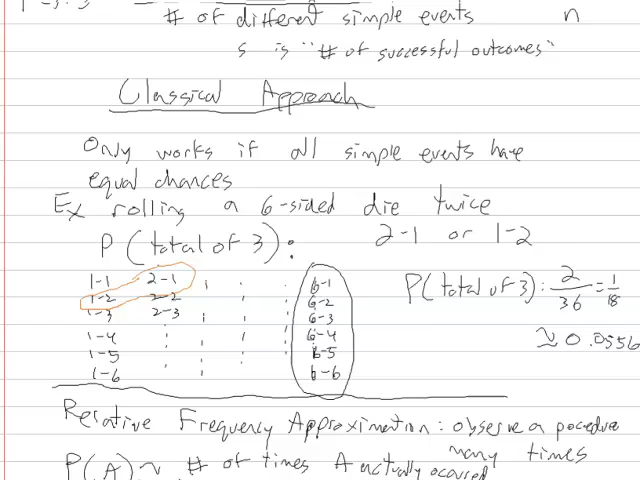 # of different simple events n
s is "# of successful outcomes"
Classical Approach
Only works if all simple events have
equal chances
Ex rolling a 6-sided die twice
P(total of 3): 2-1 or 1-2
1-1 2-1 6-1
1-2 2-2 6-2
1-3 2-3 6-3
1-4 6-4
1-5 6-5
1-6 6-6
P(total of 3): 2/36 = 1/18
≈ 0.0556
Relative Frequency Approximation: observe a procedure
many times
P(A) ≈ # of times A actually occurred